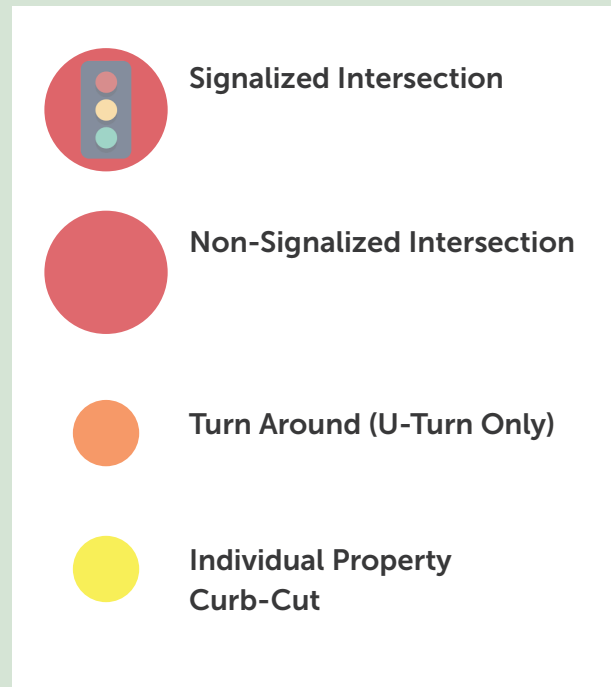 Signalized Intersection
Non-Signalized Intersection
Turn Around (U-Turn Only)
Individual Property
Curb-Cut